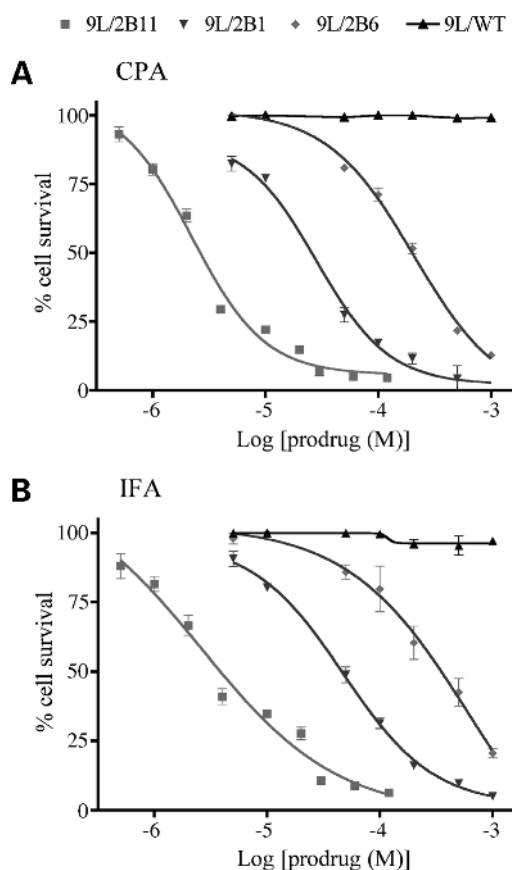 9L/2B11 9L/2B1 9L/2B6 9L/WT
A CPA
100
75
50
25
0
% cell survival
-6 -5 -4 -3
Log [prodrug (M)]
B IFA
100
75
50
25
0
% cell survival
-6 -5 -4 -3
Log [prodrug (M)]